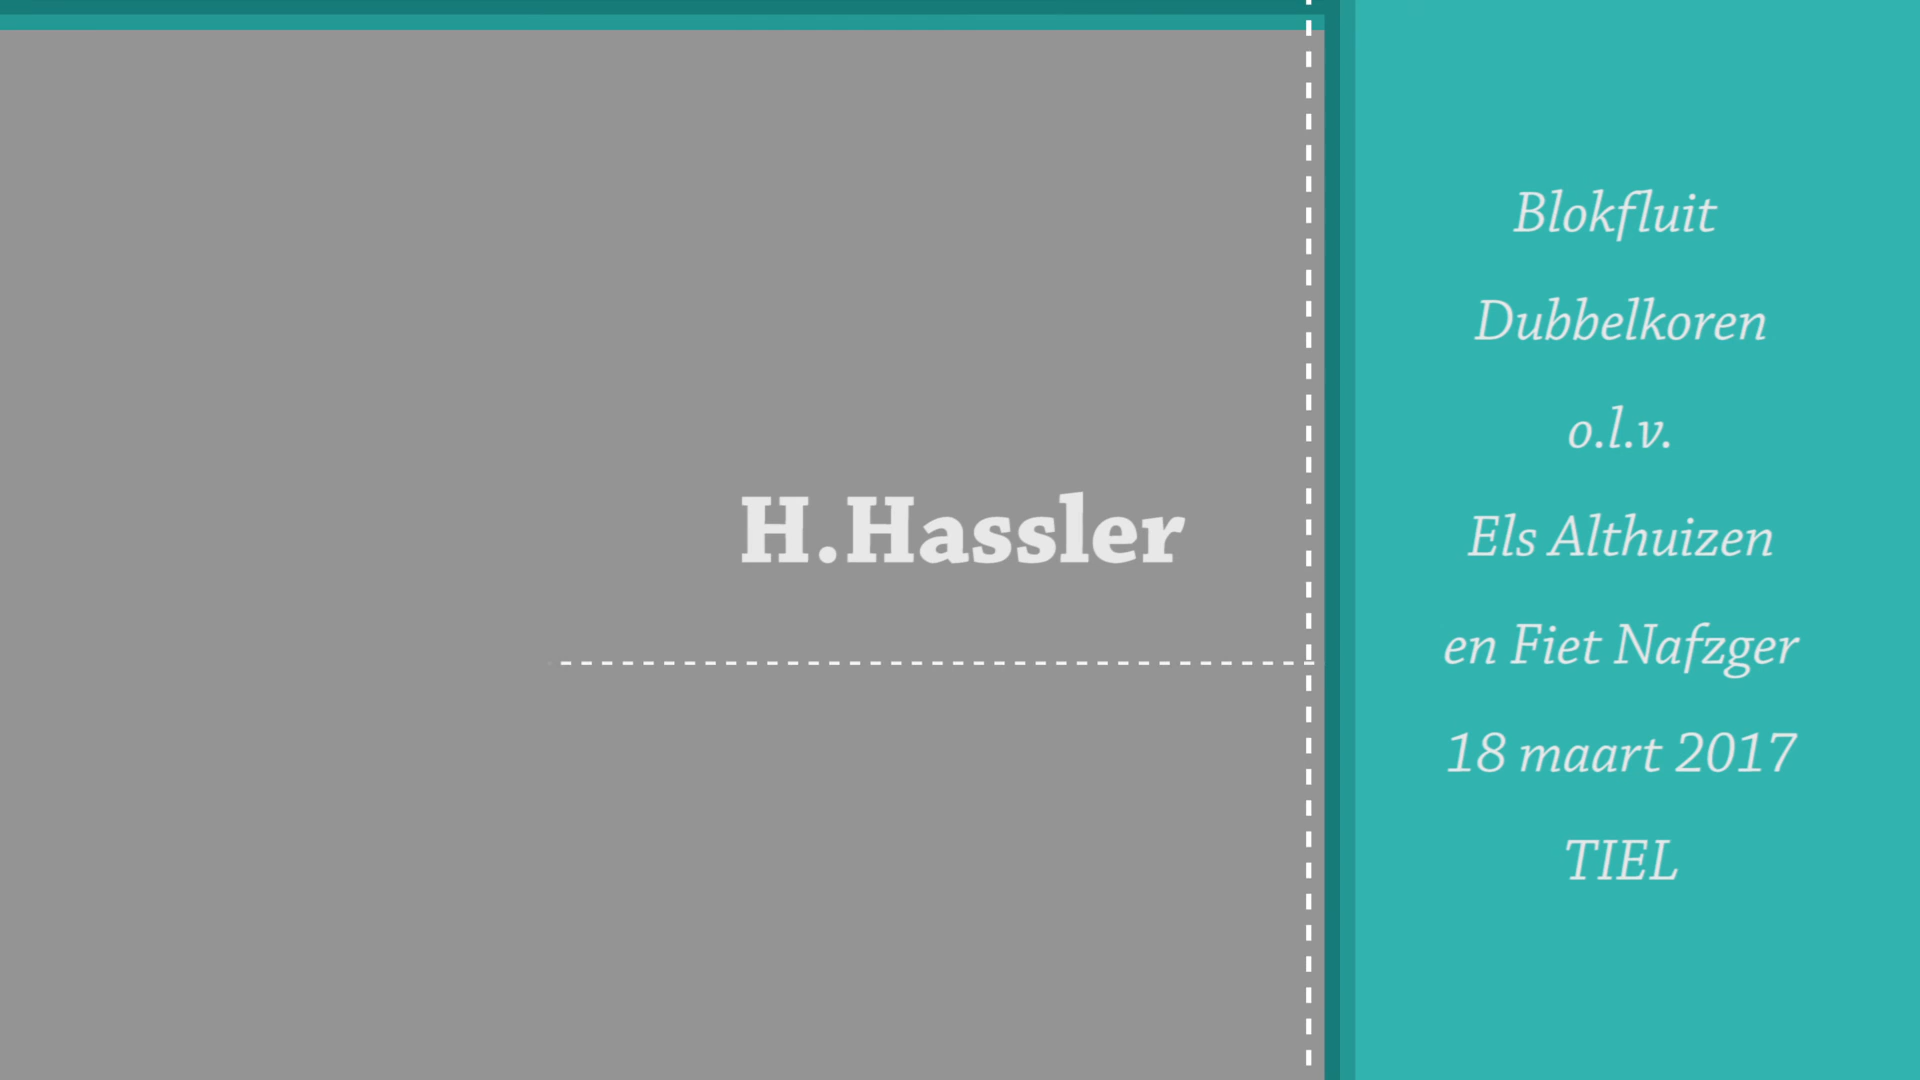 H.Hassler
Blokfluit
Dubbelkoren
o.l.v.
Els Althuizen
en Fiet Nafzger
18 maart 2017
TIEL